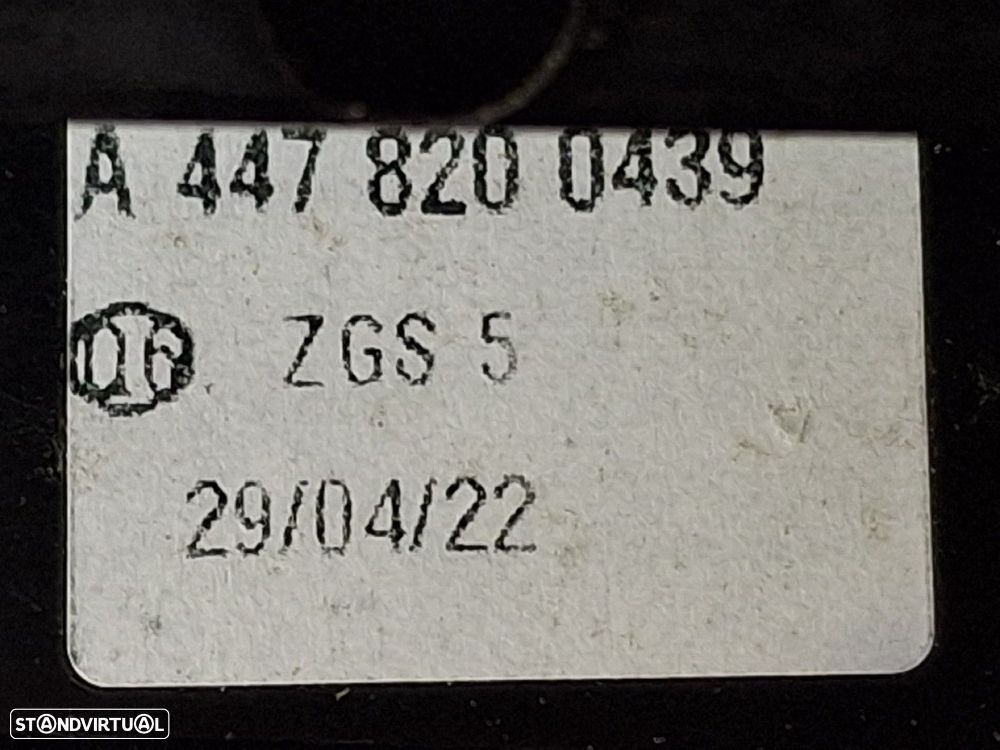 A 447 820 0439
ZGS 5
29/04/22
STANDVIRTUAL